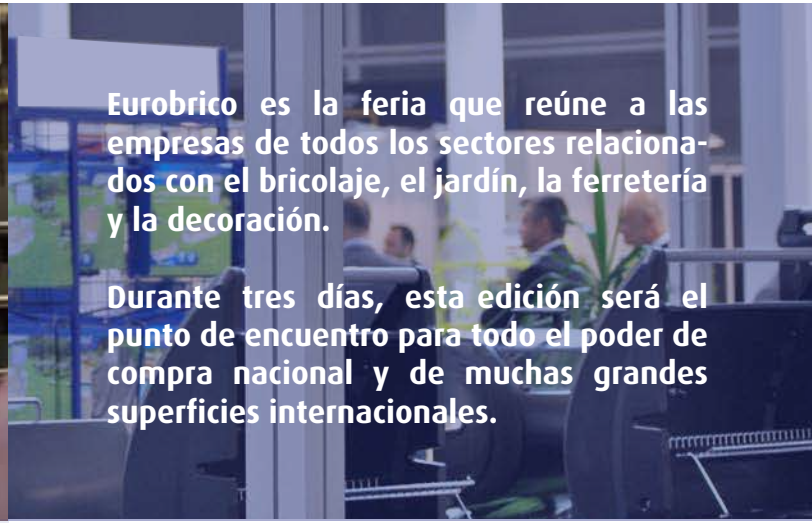 Eurobrico es la feria que reúne a las
empresas de todos los sectores relaciona-
dos con el bricolaje, el jardín, la ferretería
y la decoración.
Durante tres días, esta edición será el
punto de encuentro para todo el poder de
compra nacional y de muchas grandes
superficies internacionales.